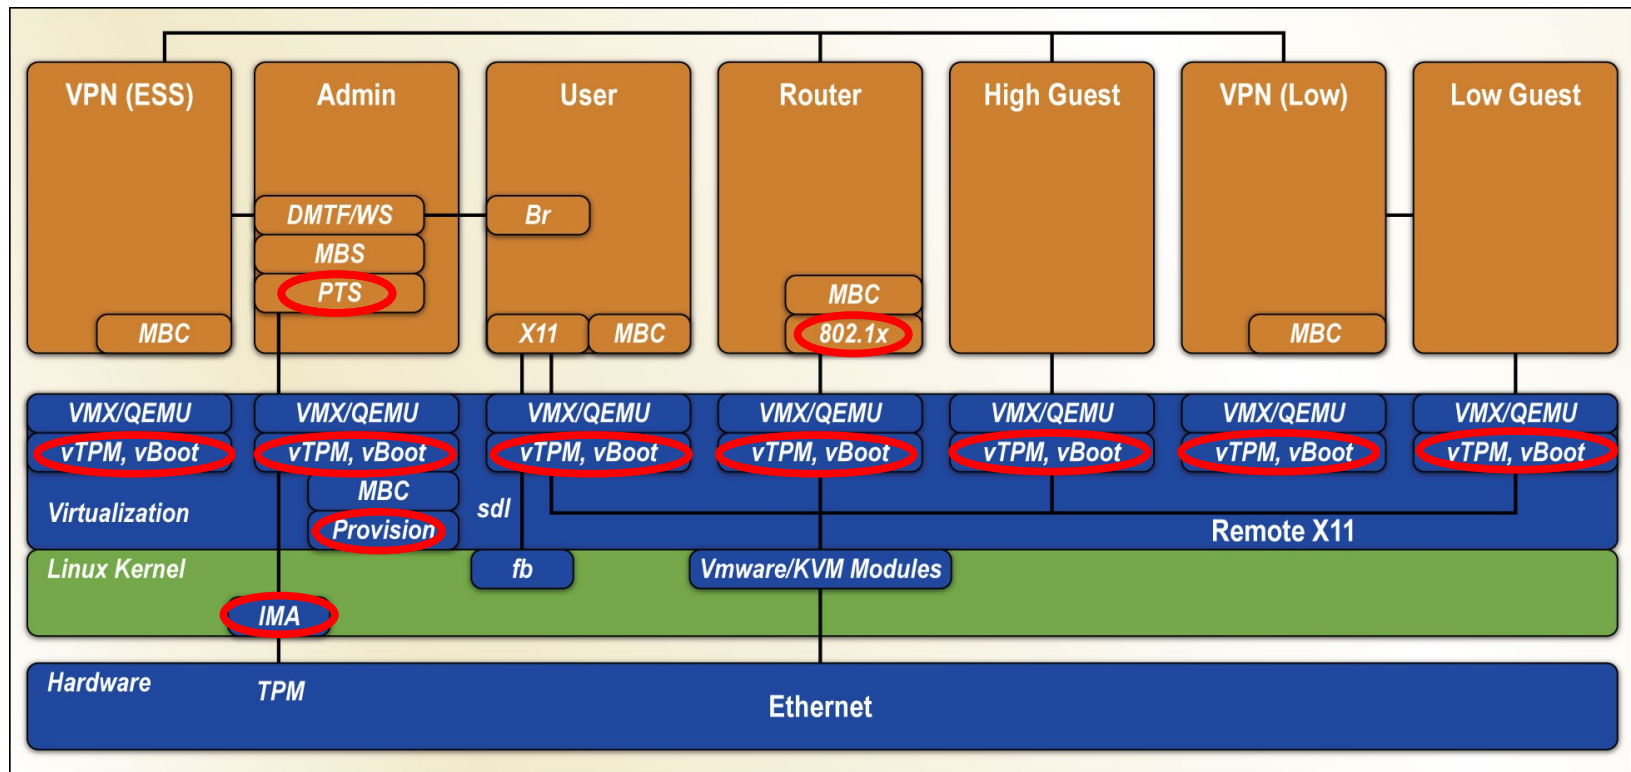 VPN (ESS)
Admin
User
Router
High Guest
VPN (Low)
Low Guest
DMTF/WS
Br
MBS
PTS
MBC
MBC
X11
MBC
802.1x
MBC
VMX/QEMU
VMX/QEMU
VMX/QEMU
VMX/QEMU
VMX/QEMU
VMX/QEMU
VMX/QEMU
vTPM, vBoot
vTPM, vBoot
vTPM, vBoot
vTPM, vBoot
vTPM, vBoot
vTPM, vBoot
vTPM, vBoot
MBC
Virtualization
sdl
Provision
Remote X11
Linux Kernel
fb
Vmware/KVM Modules
IMA
Hardware
TPM
Ethernet